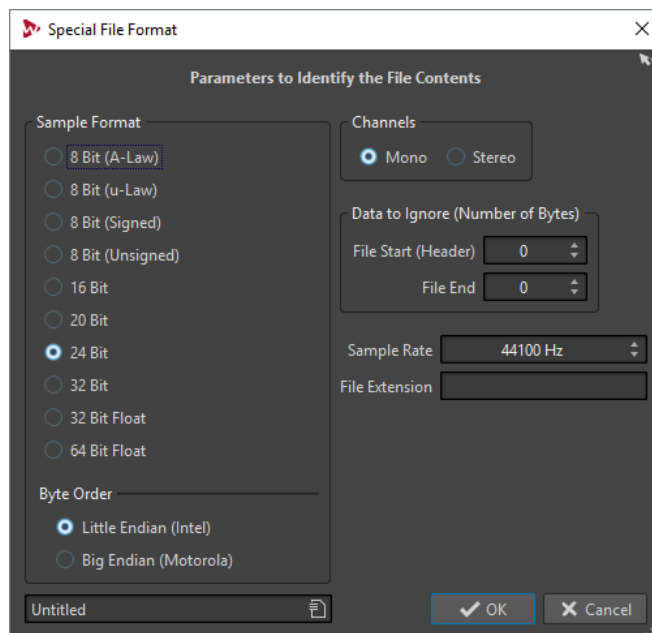 Special File Format
Parameters to Identify the File Contents
Sample Format
8 Bit (A-Law)
8 Bit (u-Law)
8 Bit (Signed)
8 Bit (Unsigned)
16 Bit
20 Bit
24 Bit
32 Bit
32 Bit Float
64 Bit Float
Byte Order
Little Endian (Intel)
Big Endian (Motorola)
Channels
Mono Stereo
Data to Ignore (Number of Bytes)
File Start (Header) 0
File End 0
Sample Rate 44100 Hz
File Extension
Untitled
OK Cancel